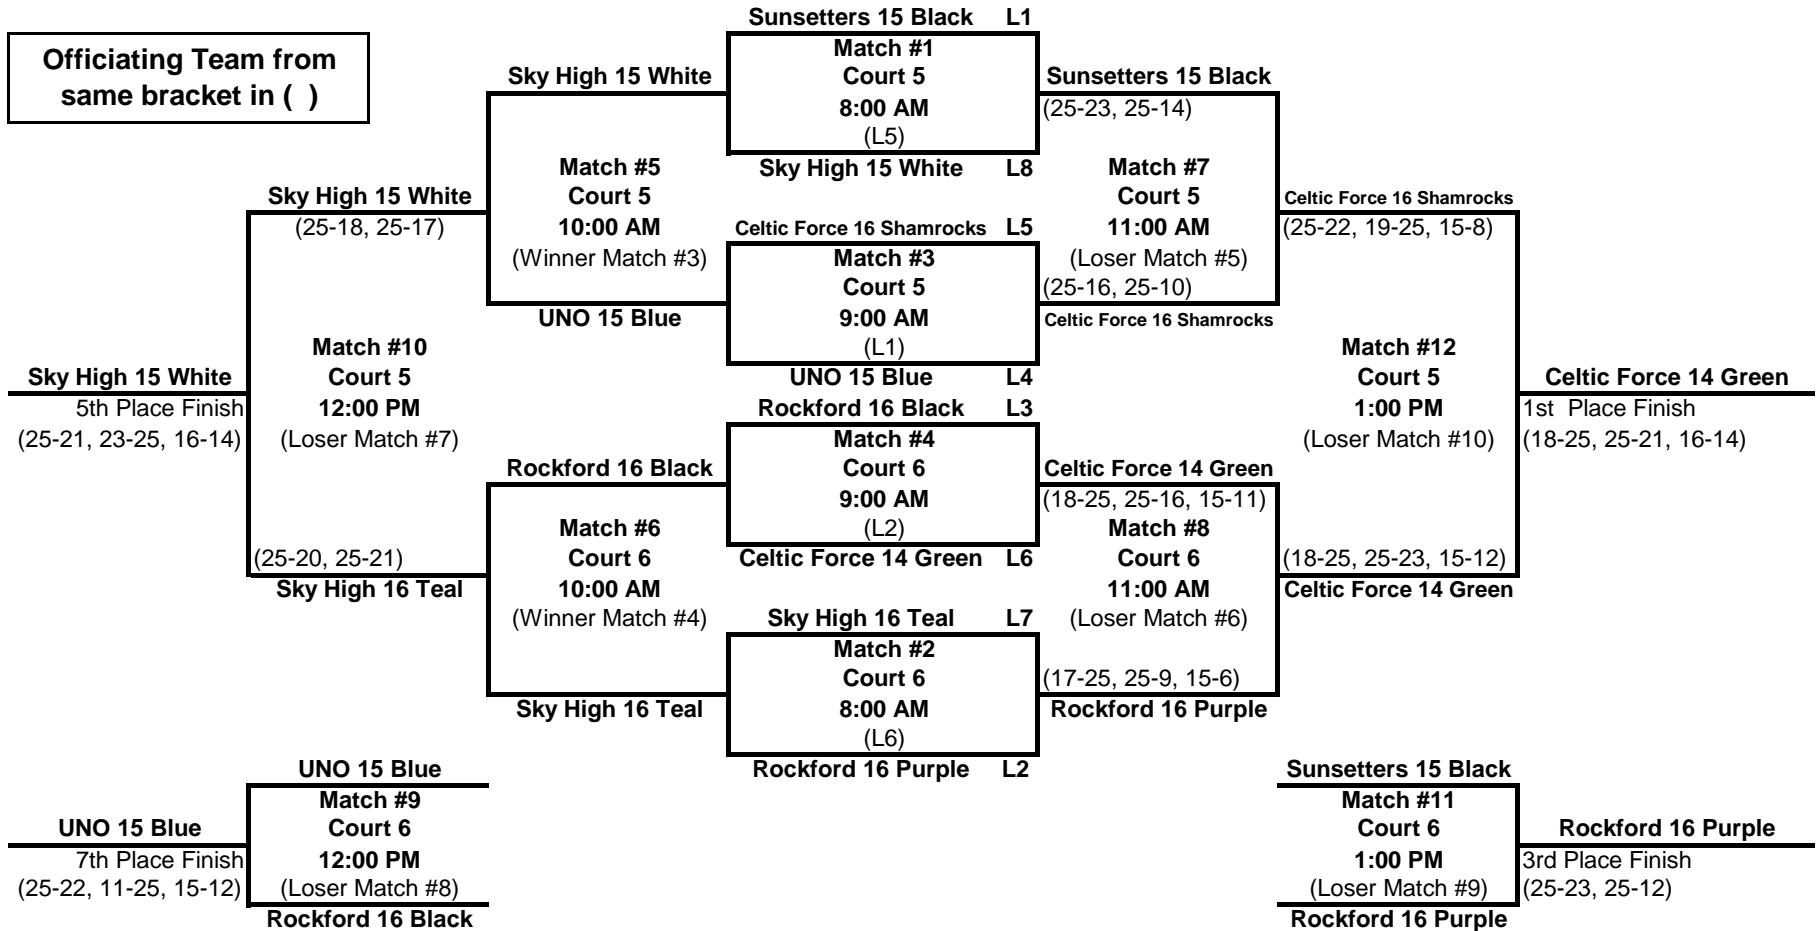 Sunsetters 15 Black L1
Officiating Team from
same bracket in ( )
Match #1
Court 5
8:00 AM
(L5)
Sky High 15 White L8
Sky High 15 White
Match #5
Court 5
10:00 AM
(Winner Match #3)
UNO 15 Blue
Celtic Force 16 Shamrocks L5
Match #3
Court 5
9:00 AM
(L1)
UNO 15 Blue L4
Sunsetters 15 Black
(25-23, 25-14)
Match #7
Court 5
11:00 AM
(Loser Match #5)
(25-16, 25-10)
Celtic Force 16 Shamrocks
Sky High 15 White
(25-18, 25-17)
Match #10
Court 5
12:00 PM
(Loser Match #7)
(25-20, 25-21)
Sky High 16 Teal
Sky High 15 White
5th Place Finish
(25-21, 23-25, 16-14)
Rockford 16 Black L3
Match #4
Court 6
9:00 AM
(L2)
Celtic Force 14 Green L6
Rockford 16 Black
Match #6
Court 6
10:00 AM
(Winner Match #4)
Sky High 16 Teal
Sky High 16 Teal L7
Match #2
Court 6
8:00 AM
(L6)
Rockford 16 Purple L2
Celtic Force 14 Green
(18-25, 25-16, 15-11)
Match #8
Court 6
11:00 AM
(Loser Match #6)
(17-25, 25-9, 15-6)
Rockford 16 Purple
Celtic Force 16 Shamrocks
(25-22, 19-25, 15-8)
Match #12
Court 5
1:00 PM
(Loser Match #10)
(18-25, 25-23, 15-12)
Celtic Force 14 Green
Celtic Force 14 Green
1st Place Finish
(18-25, 25-21, 16-14)
UNO 15 Blue
Match #9
Court 6
12:00 PM
(Loser Match #8)
Rockford 16 Black
UNO 15 Blue
7th Place Finish
(25-22, 11-25, 15-12)
Sunsetters 15 Black
Match #11
Court 6
1:00 PM
(Loser Match #9)
Rockford 16 Purple
Rockford 16 Purple
3rd Place Finish
(25-23, 25-12)